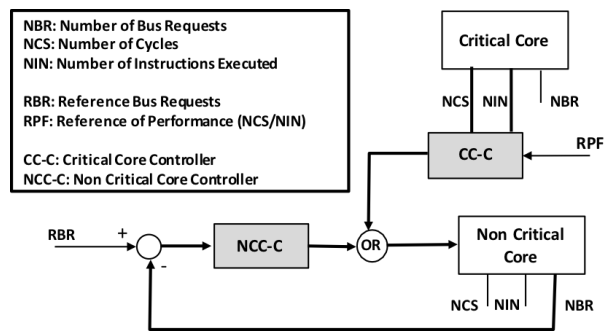 NBR: Number of Bus Requests
NCS: Number of Cycles
NIN: Number of Instructions Executed
RBR: Reference Bus Requests
RPF: Reference of Performance (NCS/NIN)
CC-C: Critical Core Controller
NCC-C: Non Critical Core Controller
Critical Core
NCS
NIN
NBR
CC-C
RPF
RBR
+
-
NCC-C
OR
Non Critical
Core
NCS
NIN
NBR